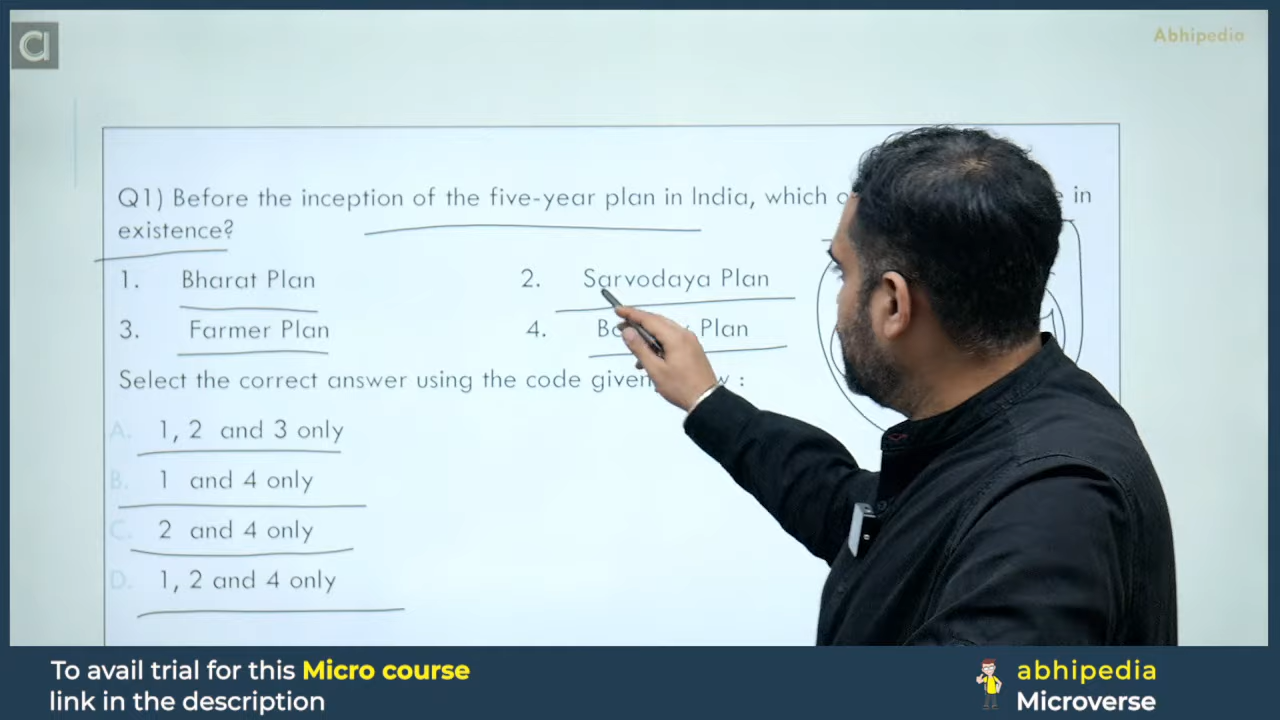 Abhipedia
Q1) Before the inception of the five-year plan in India, which in
existence?
1. Bharat Plan 2. Sarvodaya Plan
3. Farmer Plan 4. Plan
Select the correct answer using the code given :
A. 1, 2 and 3 only
B. 1 and 4 only
C. 2 and 4 only
D. 1, 2 and 4 only
To avail trial for this Micro course
link in the description
abhipedia
Microverse